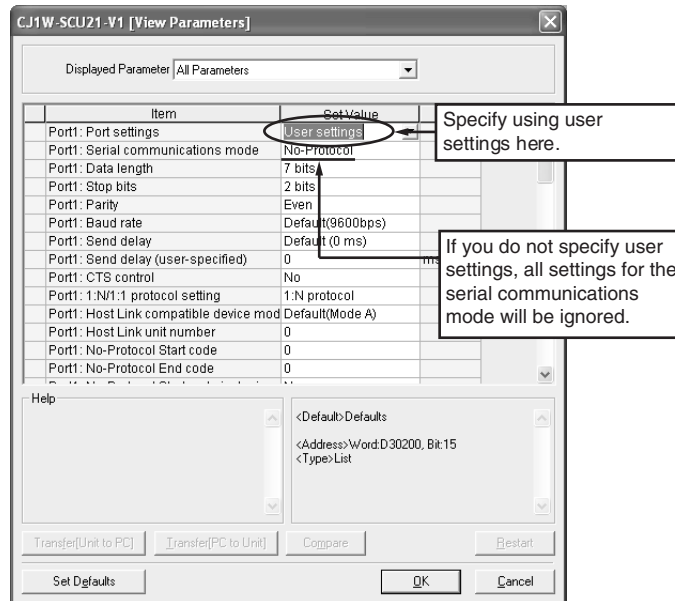 CJ1W-SCU21-V1 [View Parameters]
Displayed Parameter All Parameters
Item Set Value
Port1: Port settings User settings
Port1: Serial communications mode No-Protocol
Port1: Data length 7 bits
Port1: Stop bits 2 bits
Port1: Parity Even
Port1: Baud rate Default(9600bps)
Port1: Send delay Default (0 ms)
Port1: Send delay (user-specified) 0
Port1: CTS control No
Port1: 1:N/1:1 protocol setting 1:N protocol
Port1: Host Link compatible device mod Default(Mode A)
Port1: Host Link unit number 0
Port1: No-Protocol Start code 0
Port1: No-Protocol End code 0
Specify using user
settings here.
If you do not specify user
settings, all settings for the
serial communications
mode will be ignored.
Help
<Default>Defaults
<Address>Word:D30200, Bit:15
<Type>List
Transfer[Unit to PC] Transfer[PC to Unit] Compare Restart
Set Defaults OK Cancel